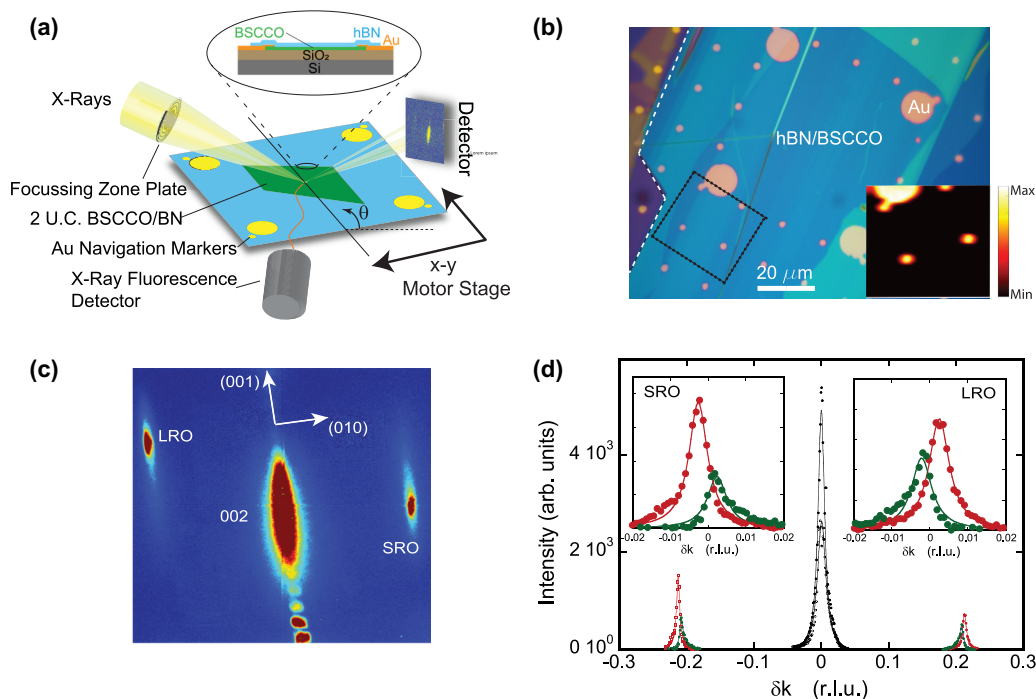 (a)
BSCCO
hBN
Au
SiO₂
Si
X-Rays
Detector
Lorem ipsum
Focussing Zone Plate
2 U.C. BSCCO/BN
Au Navigation Markers
X-Ray Fluorescence
Detector
θ
x-y
Motor Stage
(b)
Au
hBN/BSCCO
20 μm
Max
Min
(c)
(001)
(010)
LRO
002
SRO
(d)
Intensity (arb. units)
4 10³
2 10³
0 10⁰
-0.3
-0.2
-0.1
0
0.1
0.2
0.3
δk (r.l.u.)
SRO
-0.02
-0.01
0
0.01
0.02
δk (r.l.u.)
LRO
-0.02
-0.01
0
0.01
0.02
δk (r.l.u.)